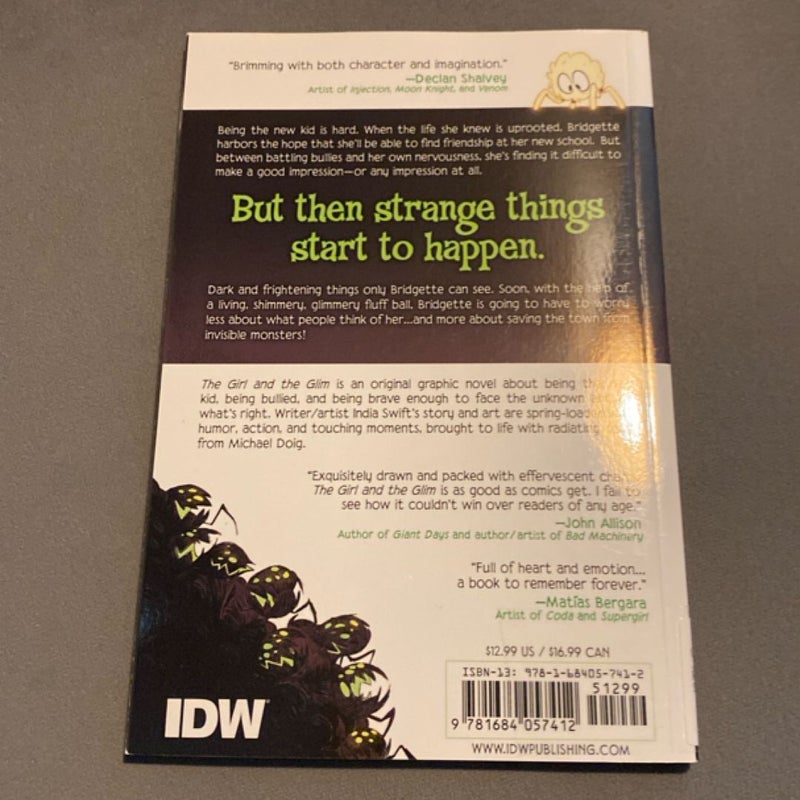 "Brimming with both character and imagination."
—Declan Shalvey
Artist of Injection, Moon Knight, and Venom
Being the new kid is hard. When the life she knew is uprooted, Bridgette
harbors the hope that she'll be able to find friendship at her new school. But
between battling bullies and her own nervousness, she's finding it difficult to
make a good impression—or any impression at all.
But then strange things
start to happen.
Dark and frightening things only Bridgette can see. Soon, with the help of
a living, shimmery, glimmery fluff ball, Bridgette is going to have to worry
less about what people think of her...and more about saving the town from
invisible monsters!
The Girl and the Glim is an original graphic novel about being
kid, being bullied, and being brave enough to face the unknown
what's right. Writer/artist India Swift's story and art are
humor, action, and touching moments, brought to life with radiating
from Michael Doig.
"Exquisitely drawn and packed with effervescent
The Girl and the Glim is as good as comics get. I fail to
see how it couldn't win over readers of any age."
—John Allison
Author of Giant Days and author/artist of Bad Machinery
"Full of heart and emotion...
a book to remember forever."
—Matías Bergara
Artist of Coda and Supergirl
$12.99 US / $16.99 CAN
ISBN-13: 978-1-68405-741-2
51299
9 781684 057412
WWW.IDWPUBLISHING.COM
IDW